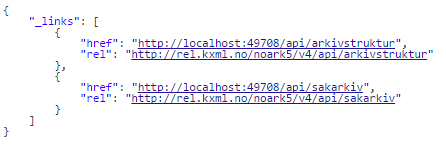 {
    "_links": [
        {
            "href": "http://localhost:49708/api/arkivstruktur",
            "rel": "http://rel.kxml.no/noark5/v4/api/arkivstruktur"
        },
        {
            "href": "http://localhost:49708/api/sakarkiv",
            "rel": "http://rel.kxml.no/noark5/v4/api/sakarkiv"
        }
    ]
}